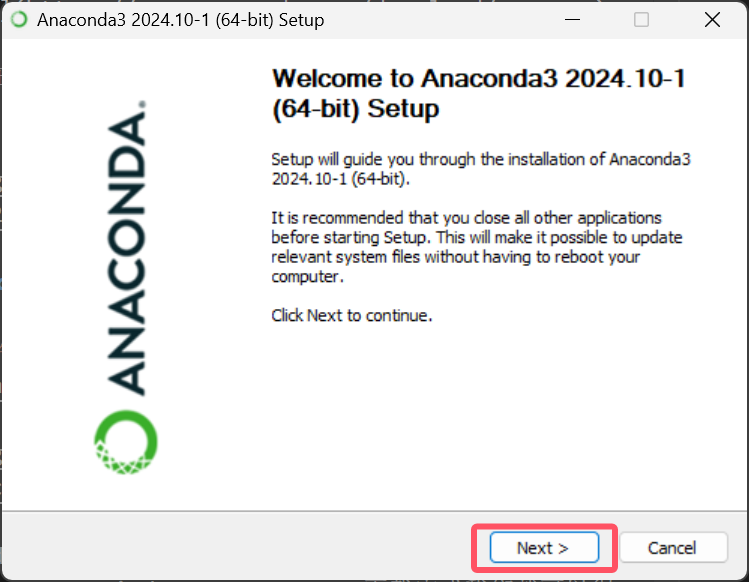 Anaconda3 2024.10-1 (64-bit) Setup
ANACONDA.
Welcome to Anaconda3 2024.10-1
(64-bit) Setup
Setup will guide you through the installation of Anaconda3
2024.10-1 (64-bit).
It is recommended that you close all other applications
before starting Setup. This will make it possible to update
relevant system files without having to reboot your
computer.
Click Next to continue.
Next >
Cancel